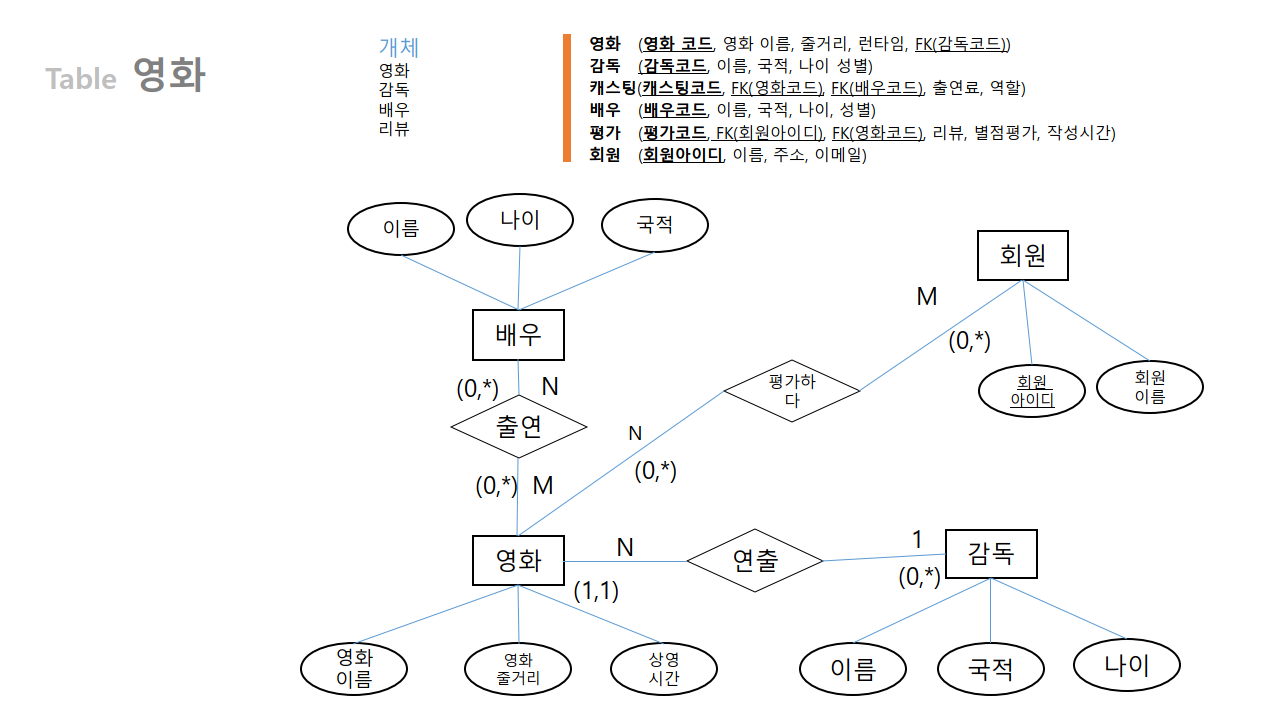 Table 영화
개체
영화
감독
배우
리뷰
영화 (영화 코드, 영화 이름, 줄거리, 런타임, FK(감독코드))
감독 (감독코드, 이름, 국적, 나이 성별)
캐스팅(캐스팅코드, FK(영화코드), FK(배우코드), 출연료, 역할)
배우 (배우코드, 이름, 국적, 나이, 성별)
평가 (평가코드, FK(회원아이디), FK(영화코드), 리뷰, 별점평가, 작성시간)
회원 (회원아이디, 이름, 주소, 이메일)
이름
나이
국적
회원
M
(0,*)
배우
(0,*) N
평가하
다
회원
아이디
회원
이름
출연
N
(0,*)
(0,*) M
영화
N
(1,1)
연출
1
(0,*)
감독
영화
이름
영화
줄거리
상영
시간
이름
국적
나이